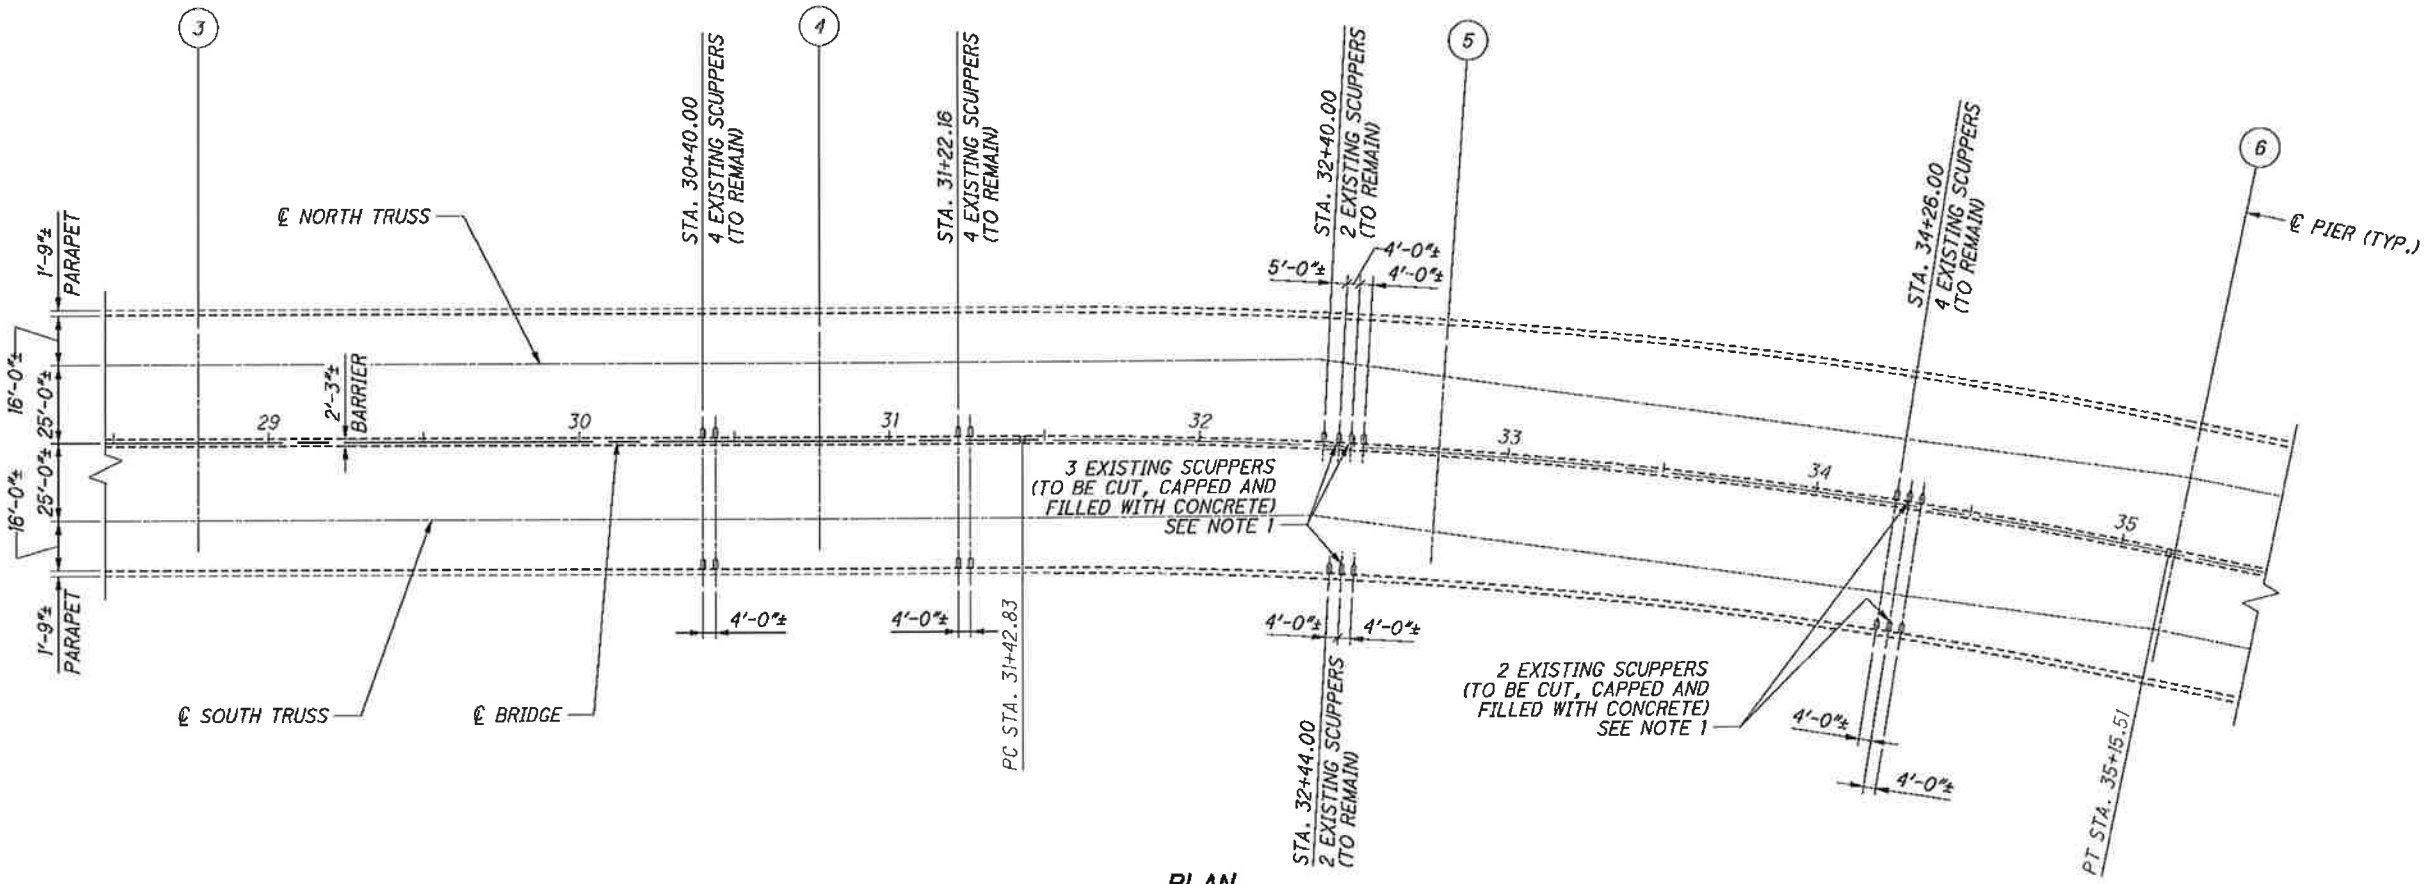 3
4
5
6
STA. 30+40.00
4 EXISTING SCUPPERS
(TO REMAIN)
STA. 31+22.16
4 EXISTING SCUPPERS
(TO REMAIN)
STA. 32+40.00
2 EXISTING SCUPPERS
(TO REMAIN)
STA. 34+26.00
4 EXISTING SCUPPERS
(TO REMAIN)
℄ PIER (TYP.)
℄ NORTH TRUSS
1'-9"±
PARAPET
16'-0"±
25'-0"±
25'-0"±
16'-0"±
1'-9"±
PARAPET
2'-3"±
BARRIER
5'-0"±
4'-0"±
4'-0"±
29
30
31
32
33
34
35
3 EXISTING SCUPPERS
(TO BE CUT, CAPPED AND
FILLED WITH CONCRETE)
SEE NOTE 1
4'-0"±
4'-0"±
4'-0"±
4'-0"±
PC STA. 31+42.83
℄ SOUTH TRUSS
℄ BRIDGE
STA. 32+44.00
2 EXISTING SCUPPERS
(TO REMAIN)
2 EXISTING SCUPPERS
(TO BE CUT, CAPPED AND
FILLED WITH CONCRETE)
SEE NOTE 1
4'-0"±
4'-0"±
PT STA. 35+15.51
PLAN